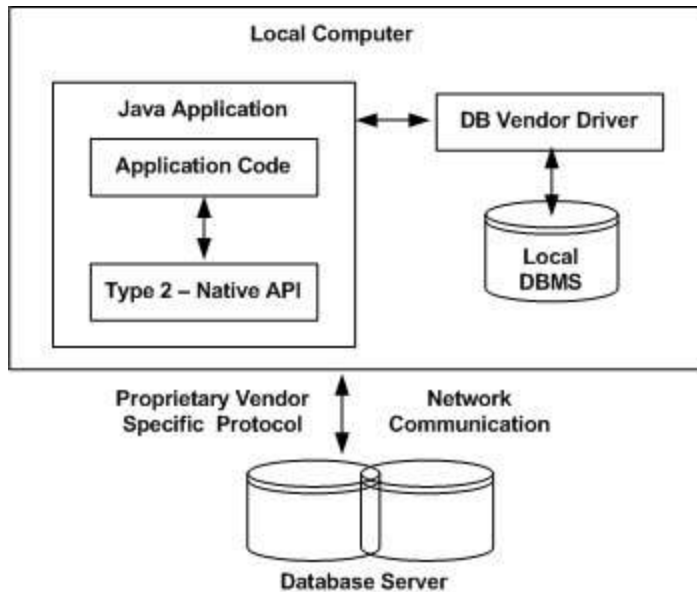 Local Computer
Java Application
DB Vendor Driver
Application Code
Type 2 – Native API
Local
DBMS
Proprietary Vendor
Specific Protocol
Network
Communication
Database Server